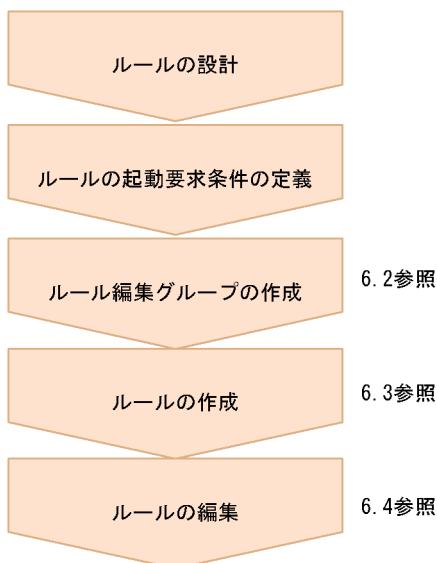 ルールの設計
ルールの起動要求条件の定義
ルール編集グループの作成
6.2参照
ルールの作成
6.3参照
ルールの編集
6.4参照